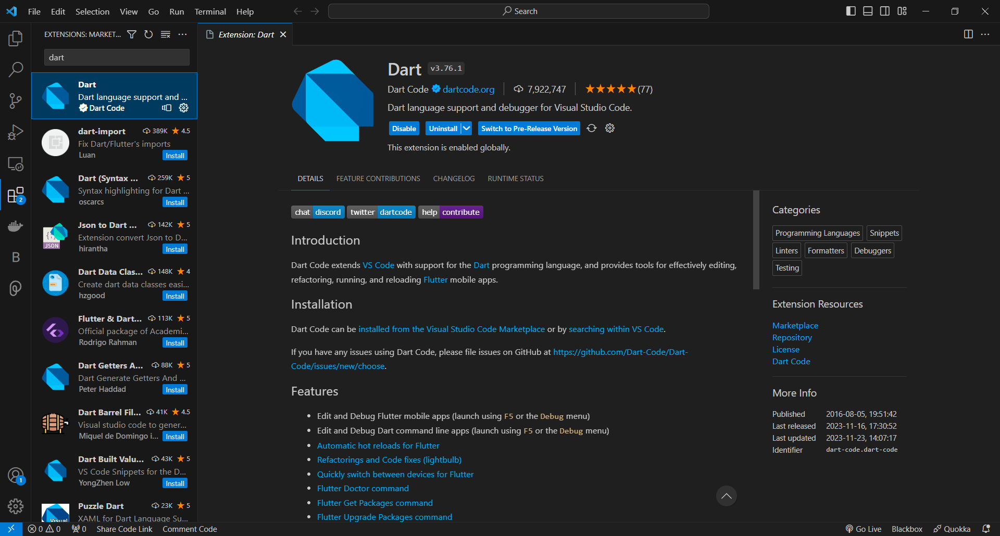 File Edit Selection View Go Run Terminal Help
Search
EXTENSIONS: MARKET...
Extension: Dart
dart
Dart
Dart language support and ...
Dart Code
dart-import 389K 4.5
Fix Dart/Flutter's imports
Luan Install
Dart (Syntax ... 259K 5
Syntax highlighting for Dart ...
oscarcs Install
Json to Dart ... 142K 5
Extension convert Json to D...
hirantha Install
JSON
Dart Data Clas... 148K 4
Create dart data classes easi...
hzgood Install
Flutter & Dart... 113K 5
Official package of Academi...
Rodrigo Rahman Install
Dart Getters A... 88K 5
Dart Generate Getters And ...
Peter Haddad Install
Dart Barrel Fil... 41K 4.5
Visual studio code to gener...
Miquel de Domingo i... Install
Dart Built Valu... 43K 5
VS Code Snippets for the D...
YongZhen Low Install
Puzzle Dart 23K 5
XAML for Dart Language Su...
Visual
2
B
1
Dart v3.76.1
Dart Code dartcode.org 7,922,747 (77)
Dart language support and debugger for Visual Studio Code.
Disable Uninstall Switch to Pre-Release Version
This extension is enabled globally.
DETAILS FEATURE CONTRIBUTIONS CHANGELOG RUNTIME STATUS
chat discord twitter dartcode help contribute
Introduction
Dart Code extends VS Code with support for the Dart programming language, and provides tools for effectively editing,
refactoring, running, and reloading Flutter mobile apps.
Installation
Dart Code can be installed from the Visual Studio Code Marketplace or by searching within VS Code.
If you have any issues using Dart Code, please file issues on GitHub at https://github.com/Dart-Code/Dart-
Code/issues/new/choose.
Features
• Edit and Debug Flutter mobile apps (launch using F5 or the Debug menu)
• Edit and Debug Dart command line apps (launch using F5 or the Debug menu)
• Automatic hot reloads for Flutter
• Refactorings and Code fixes (lightbulb)
• Quickly switch between devices for Flutter
• Flutter Doctor command
• Flutter Get Packages command
• Flutter Upgrade Packages command
Categories
Programming Languages Snippets
Linters Formatters Debuggers
Testing
Extension Resources
Marketplace
Repository
License
Dart Code
More Info
Published 2016-08-05, 19:51:42
Last released 2023-11-16, 17:30:52
Last updated 2023-11-23, 14:07:17
Identifier dart-code.dart-code
0 0 0 Share Code Link Comment Code Go Live Blackbox Quokka